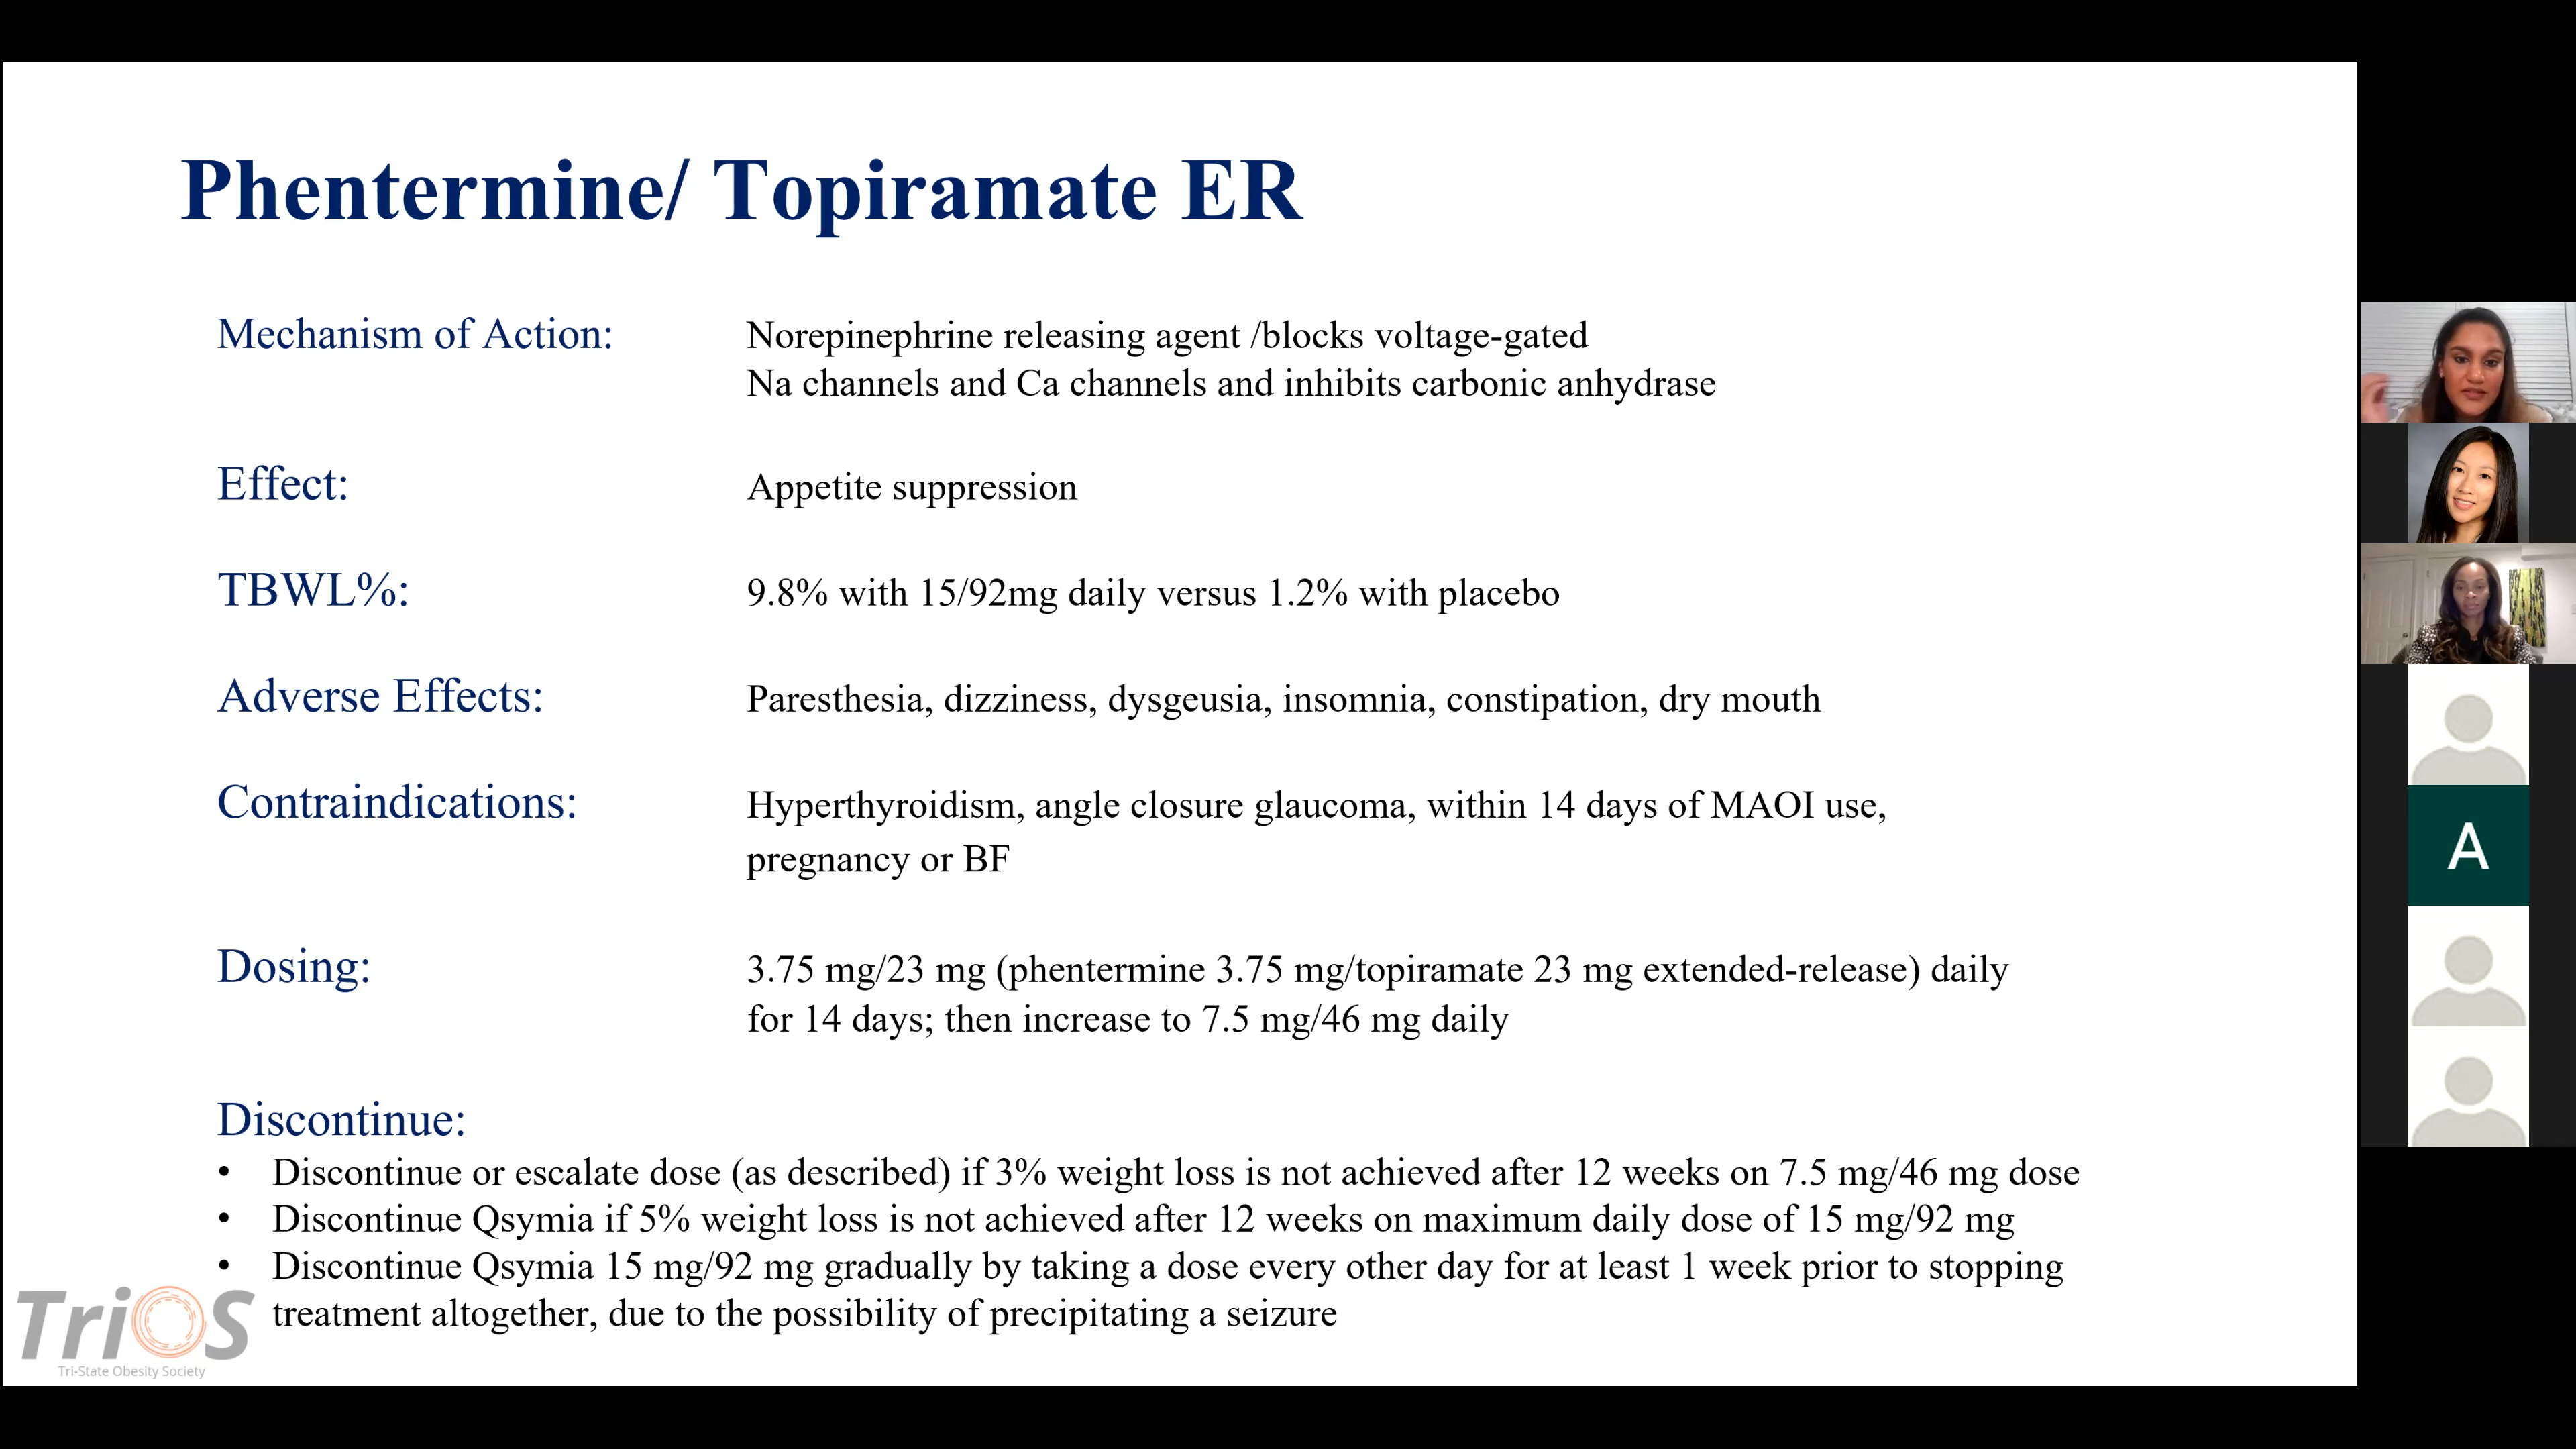 Phentermine/ Topiramate ER
Mechanism of Action: Norepinephrine releasing agent /blocks voltage-gated
Na channels and Ca channels and inhibits carbonic anhydrase
Effect: Appetite suppression
TBWL%: 9.8% with 15/92mg daily versus 1.2% with placebo
Adverse Effects: Paresthesia, dizziness, dysgeusia, insomnia, constipation, dry mouth
Contraindications: Hyperthyroidism, angle closure glaucoma, within 14 days of MAOI use,
pregnancy or BF
Dosing: 3.75 mg/23 mg (phentermine 3.75 mg/topiramate 23 mg extended-release) daily
for 14 days; then increase to 7.5 mg/46 mg daily
Discontinue:
• Discontinue or escalate dose (as described) if 3% weight loss is not achieved after 12 weeks on 7.5 mg/46 mg dose
• Discontinue Qsymia if 5% weight loss is not achieved after 12 weeks on maximum daily dose of 15 mg/92 mg
• Discontinue Qsymia 15 mg/92 mg gradually by taking a dose every other day for at least 1 week prior to stopping
treatment altogether, due to the possibility of precipitating a seizure
TriOS
Tri-State Obesity Society
A